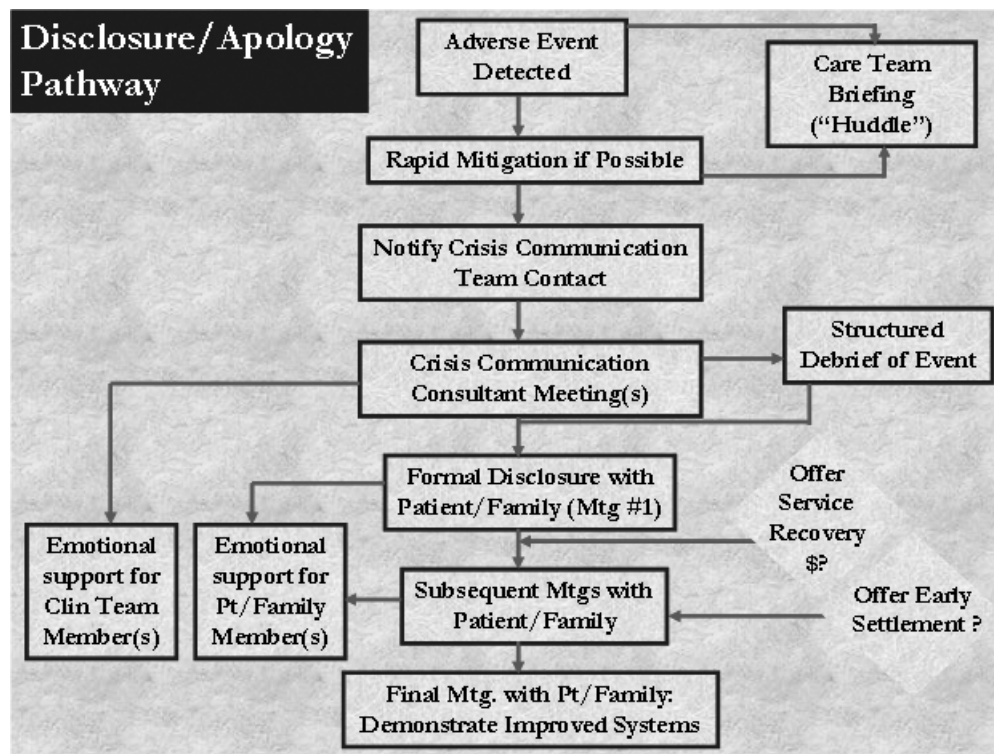 Disclosure/Apology
Pathway
Adverse Event
Detected
Care Team
Briefing
(“Huddle”)
Rapid Mitigation if Possible
Notify Crisis Communication
Team Contact
Structured
Debrief of Event
Crisis Communication
Consultant Meeting(s)
Formal Disclosure with
Patient/Family (Mtg #1)
Offer
Service
Recovery
$?
Emotional
support for
Clin Team
Member(s)
Emotional
support for
Pt/Family
Member(s)
Subsequent Mtgs with
Patient/Family
Offer Early
Settlement ?
Final Mtg. with Pt/Family:
Demonstrate Improved Systems